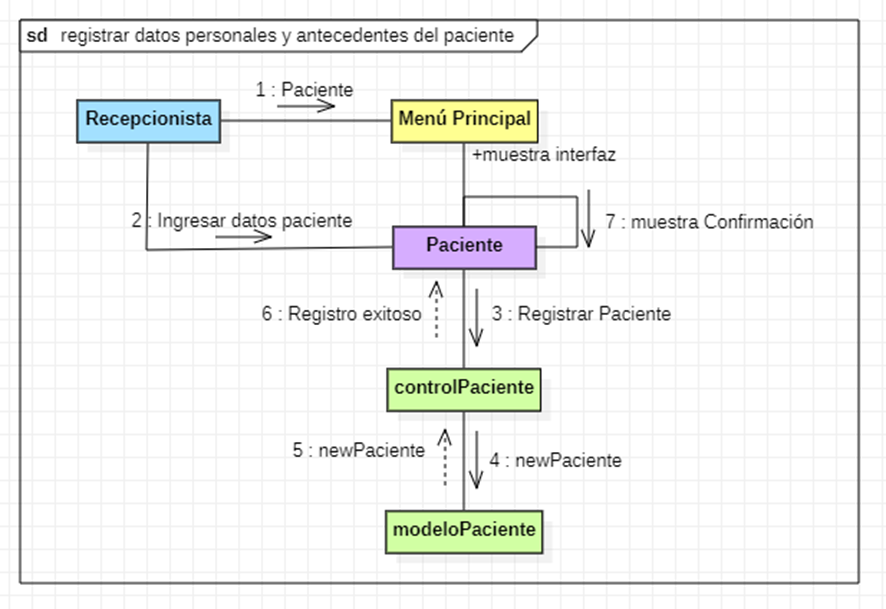 sd registrar datos personales y antecedentes del paciente
1 : Paciente
Recepcionista
Menú Principal
+muestra interfaz
2 : Ingresar datos paciente
7 : muestra Confirmación
Paciente
6 : Registro exitoso
3 : Registrar Paciente
controlPaciente
5 : newPaciente
4 : newPaciente
modeloPaciente